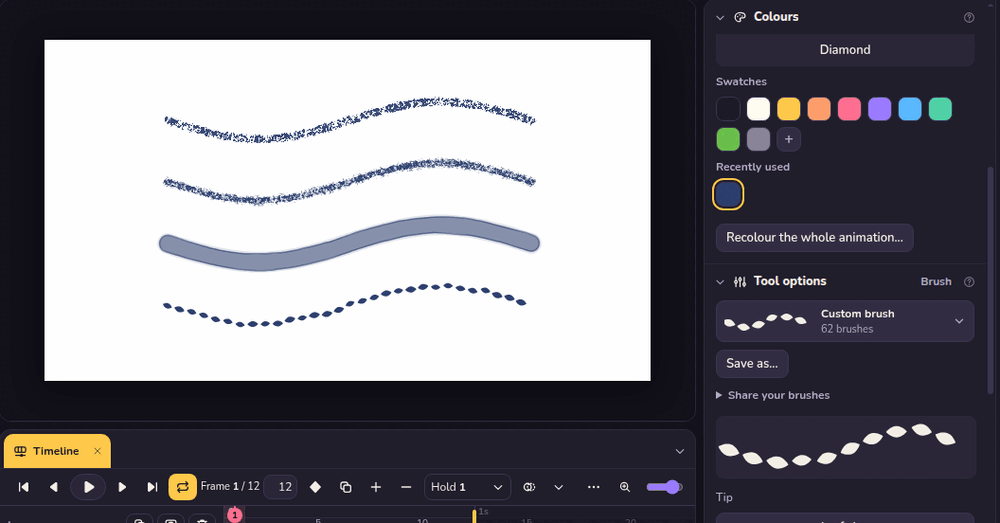 Colours
Diamond
Swatches
+
Recently used
Recolour the whole animation...
Tool options Brush
Custom brush
62 brushes
Save as...
Share your brushes
Tip
Timeline
Frame 1 / 12 12 Hold 1
1 5 10 1s 15 20